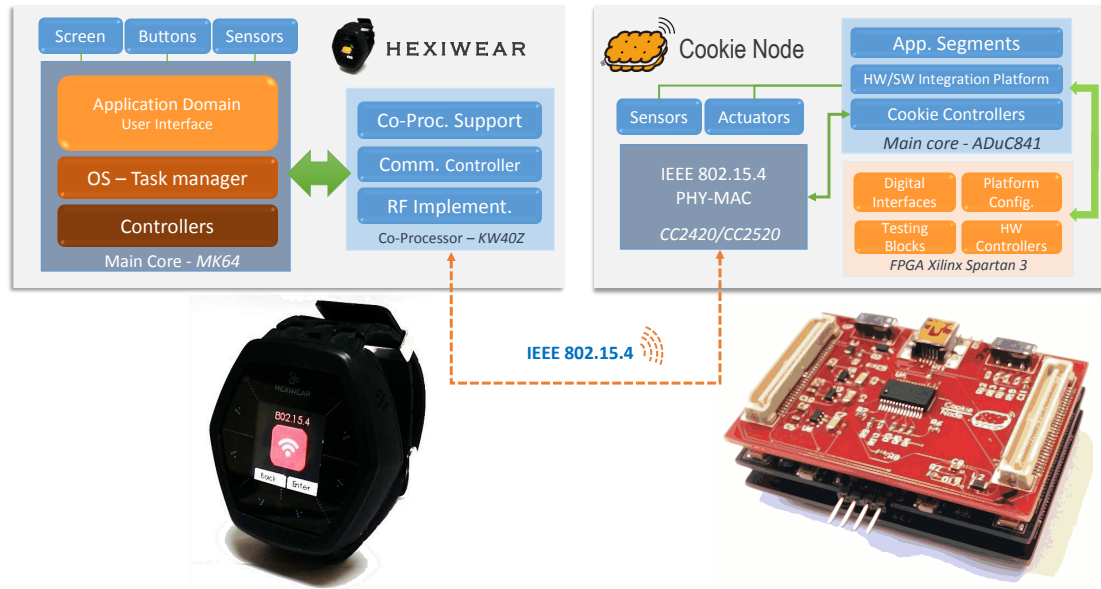 Screen
Buttons
Sensors
HEXIWEAR
Application Domain
User Interface
OS – Task manager
Controllers
Main Core - MK64
Co-Proc. Support
Comm. Controller
RF Implement.
Co-Processor – KW40Z
Cookie Node
Sensors
Actuators
IEEE 802.15.4
PHY-MAC
CC2420/CC2520
App. Segments
HW/SW Integration Platform
Cookie Controllers
Main core - ADuC841
Digital
Interfaces
Platform
Config.
Testing
Blocks
HW
Controllers
FPGA Xilinx Spartan 3
IEEE 802.15.4
HEXIWEAR
802.15.4
Back
Enter
Cookie
Node